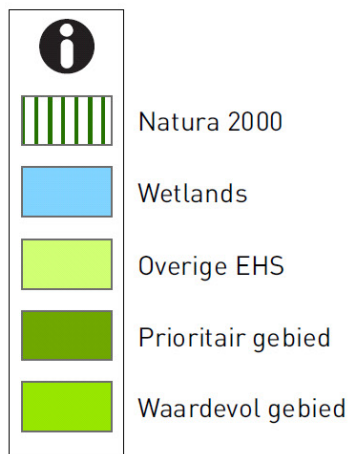 Natura 2000
Wetlands
Overige EHS
Prioritair gebied
Waardevol gebied